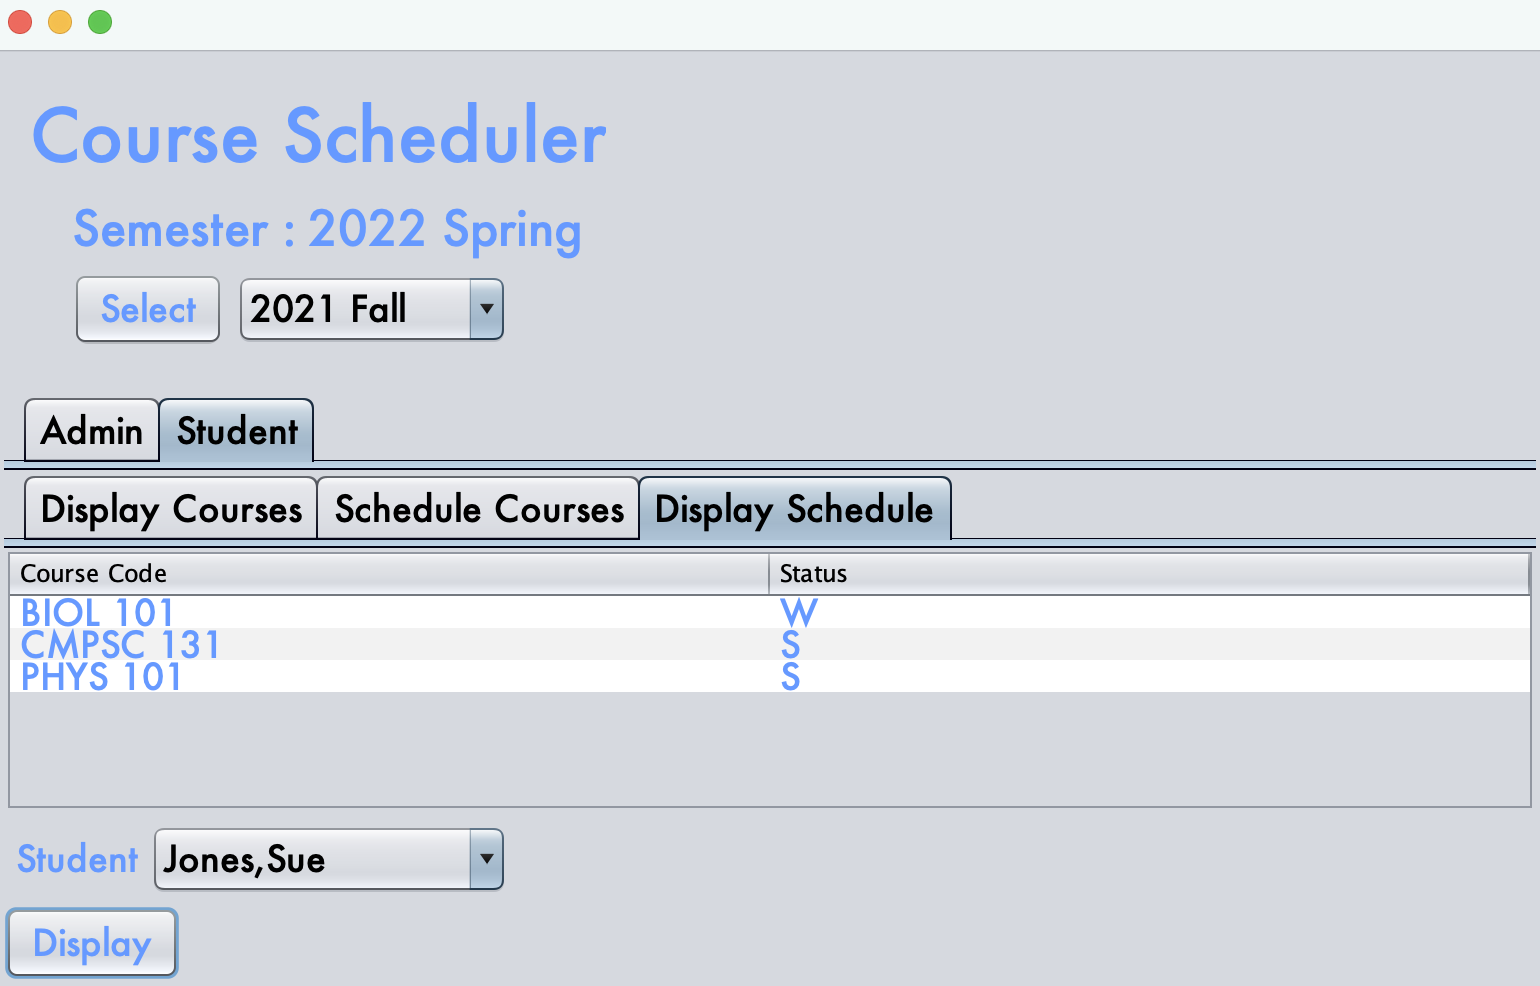 Course Scheduler
Semester : 2022 Spring
Select 2021 Fall
Admin Student
Display Courses Schedule Courses Display Schedule
Course Code Status
BIOL 101 W
CMPSC 131 S
PHYS 101 S
Student Jones,Sue
Display